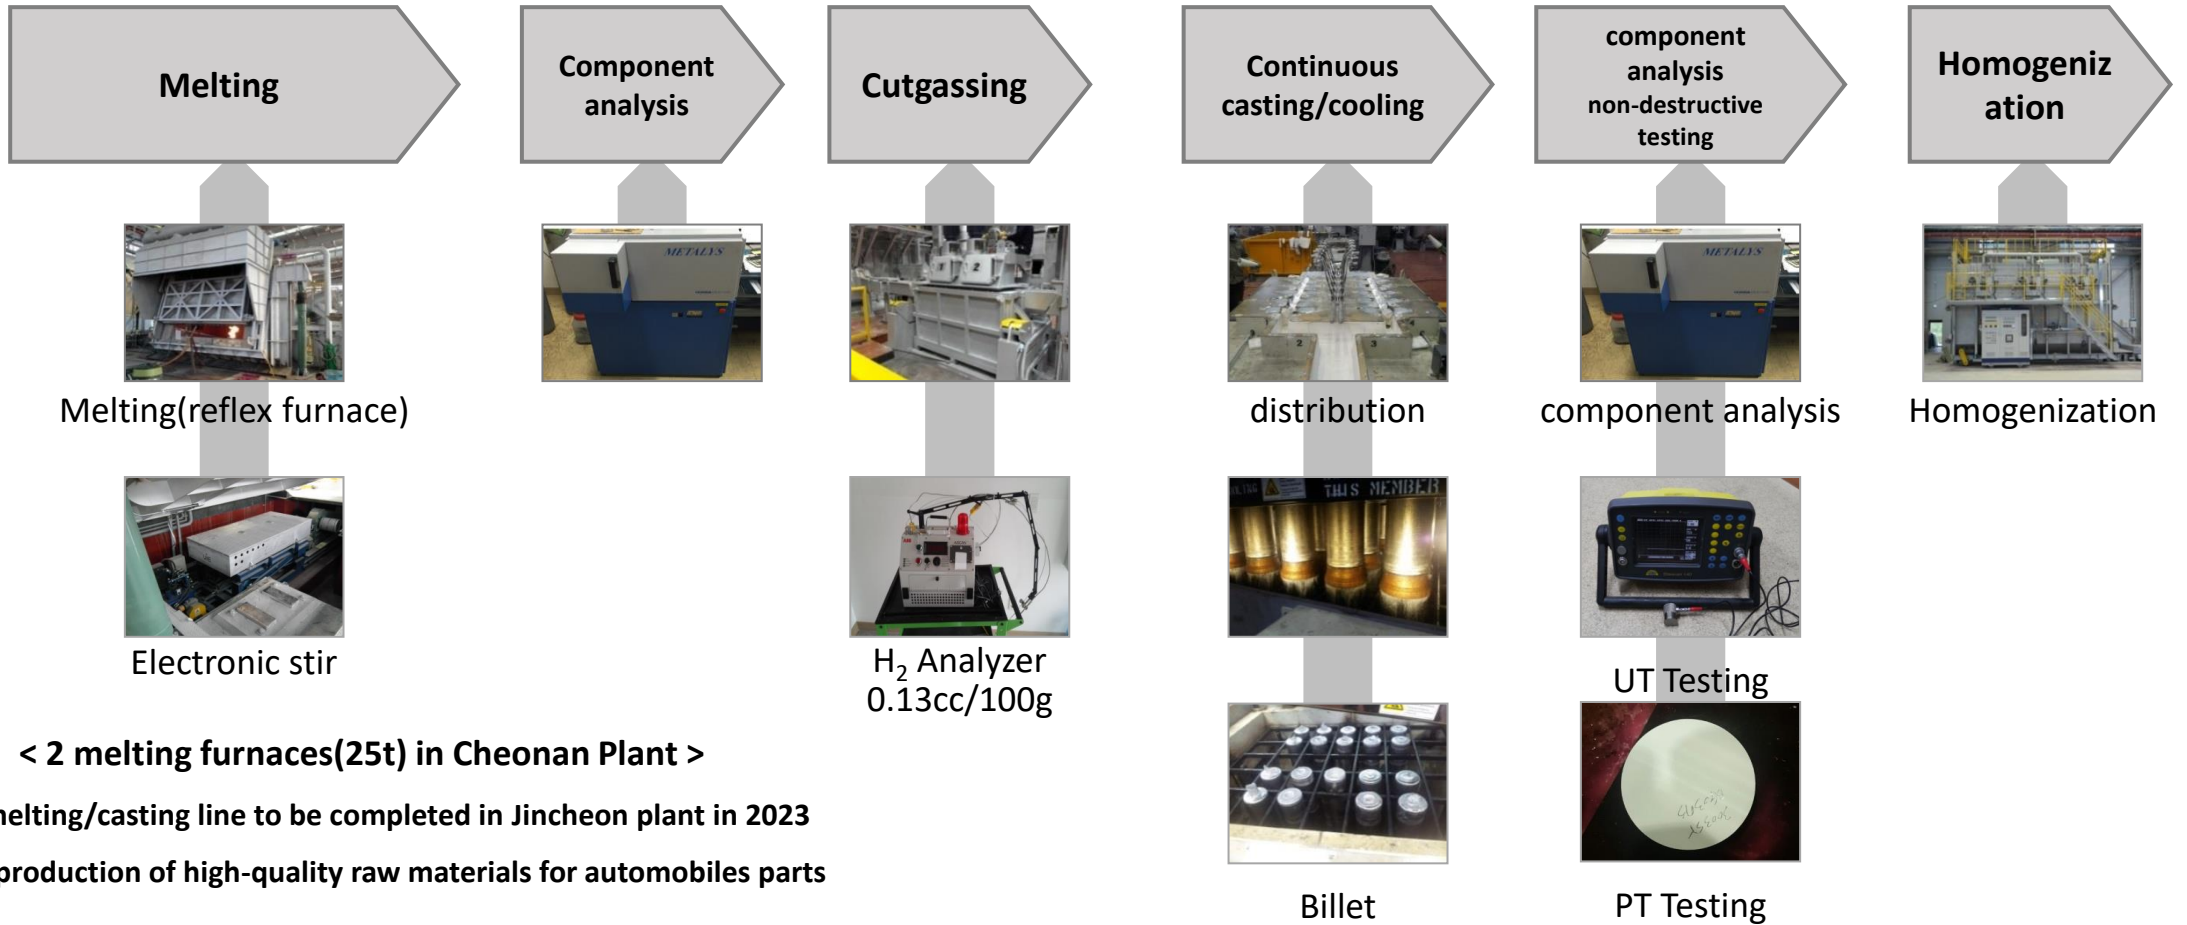 Melting
Component
analysis
Cutgassing
Continuous
casting/cooling
component
analysis
non-destructive
testing
Homogeniz
ation
METALYS
2
2
3
METALYS
Melting(reflex furnace)
distribution
component analysis
Homogenization
THIS MEMBER
Electronic stir
H₂ Analyzer
0.13cc/100g
UT Testing
< 2 melting furnaces(25t) in Cheonan Plant >
melting/casting line to be completed in Jincheon plant in 2023
production of high-quality raw materials for automobiles parts
Billet
PT Testing